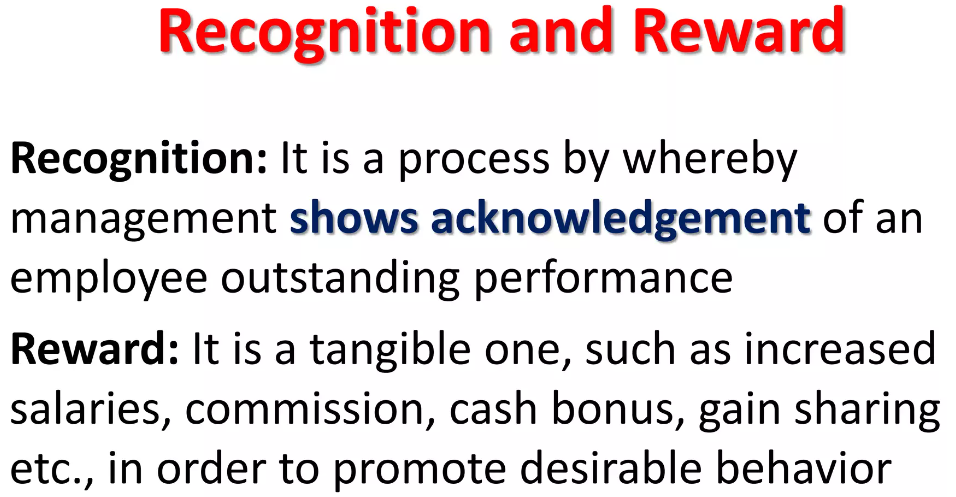 Recognition and Reward
Recognition: It is a process by whereby
management shows acknowledgement of an
employee outstanding performance
Reward: It is a tangible one, such as increased
salaries, commission, cash bonus, gain sharing
etc., in order to promote desirable behavior